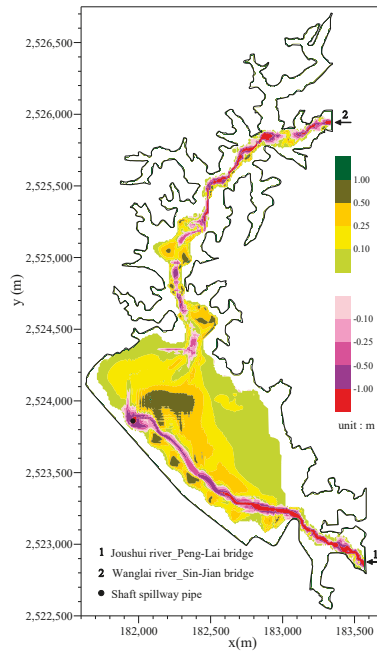 2,526,500
2
2,526,000
1.00
2,525,500
0.50
0.25
0.10
2,525,000
y (m)
-0.10
2,524,500
-0.25
-0.50
-1.00
2,524,000
unit : m
2,523,500
1 Joushui river_Peng-Lai bridge
1
2,523,000
2 Wanglai river_Sin-Jian bridge
Shaft spillway pipe
2,522,500
182,000 182,500 183,000 183,500
x(m)